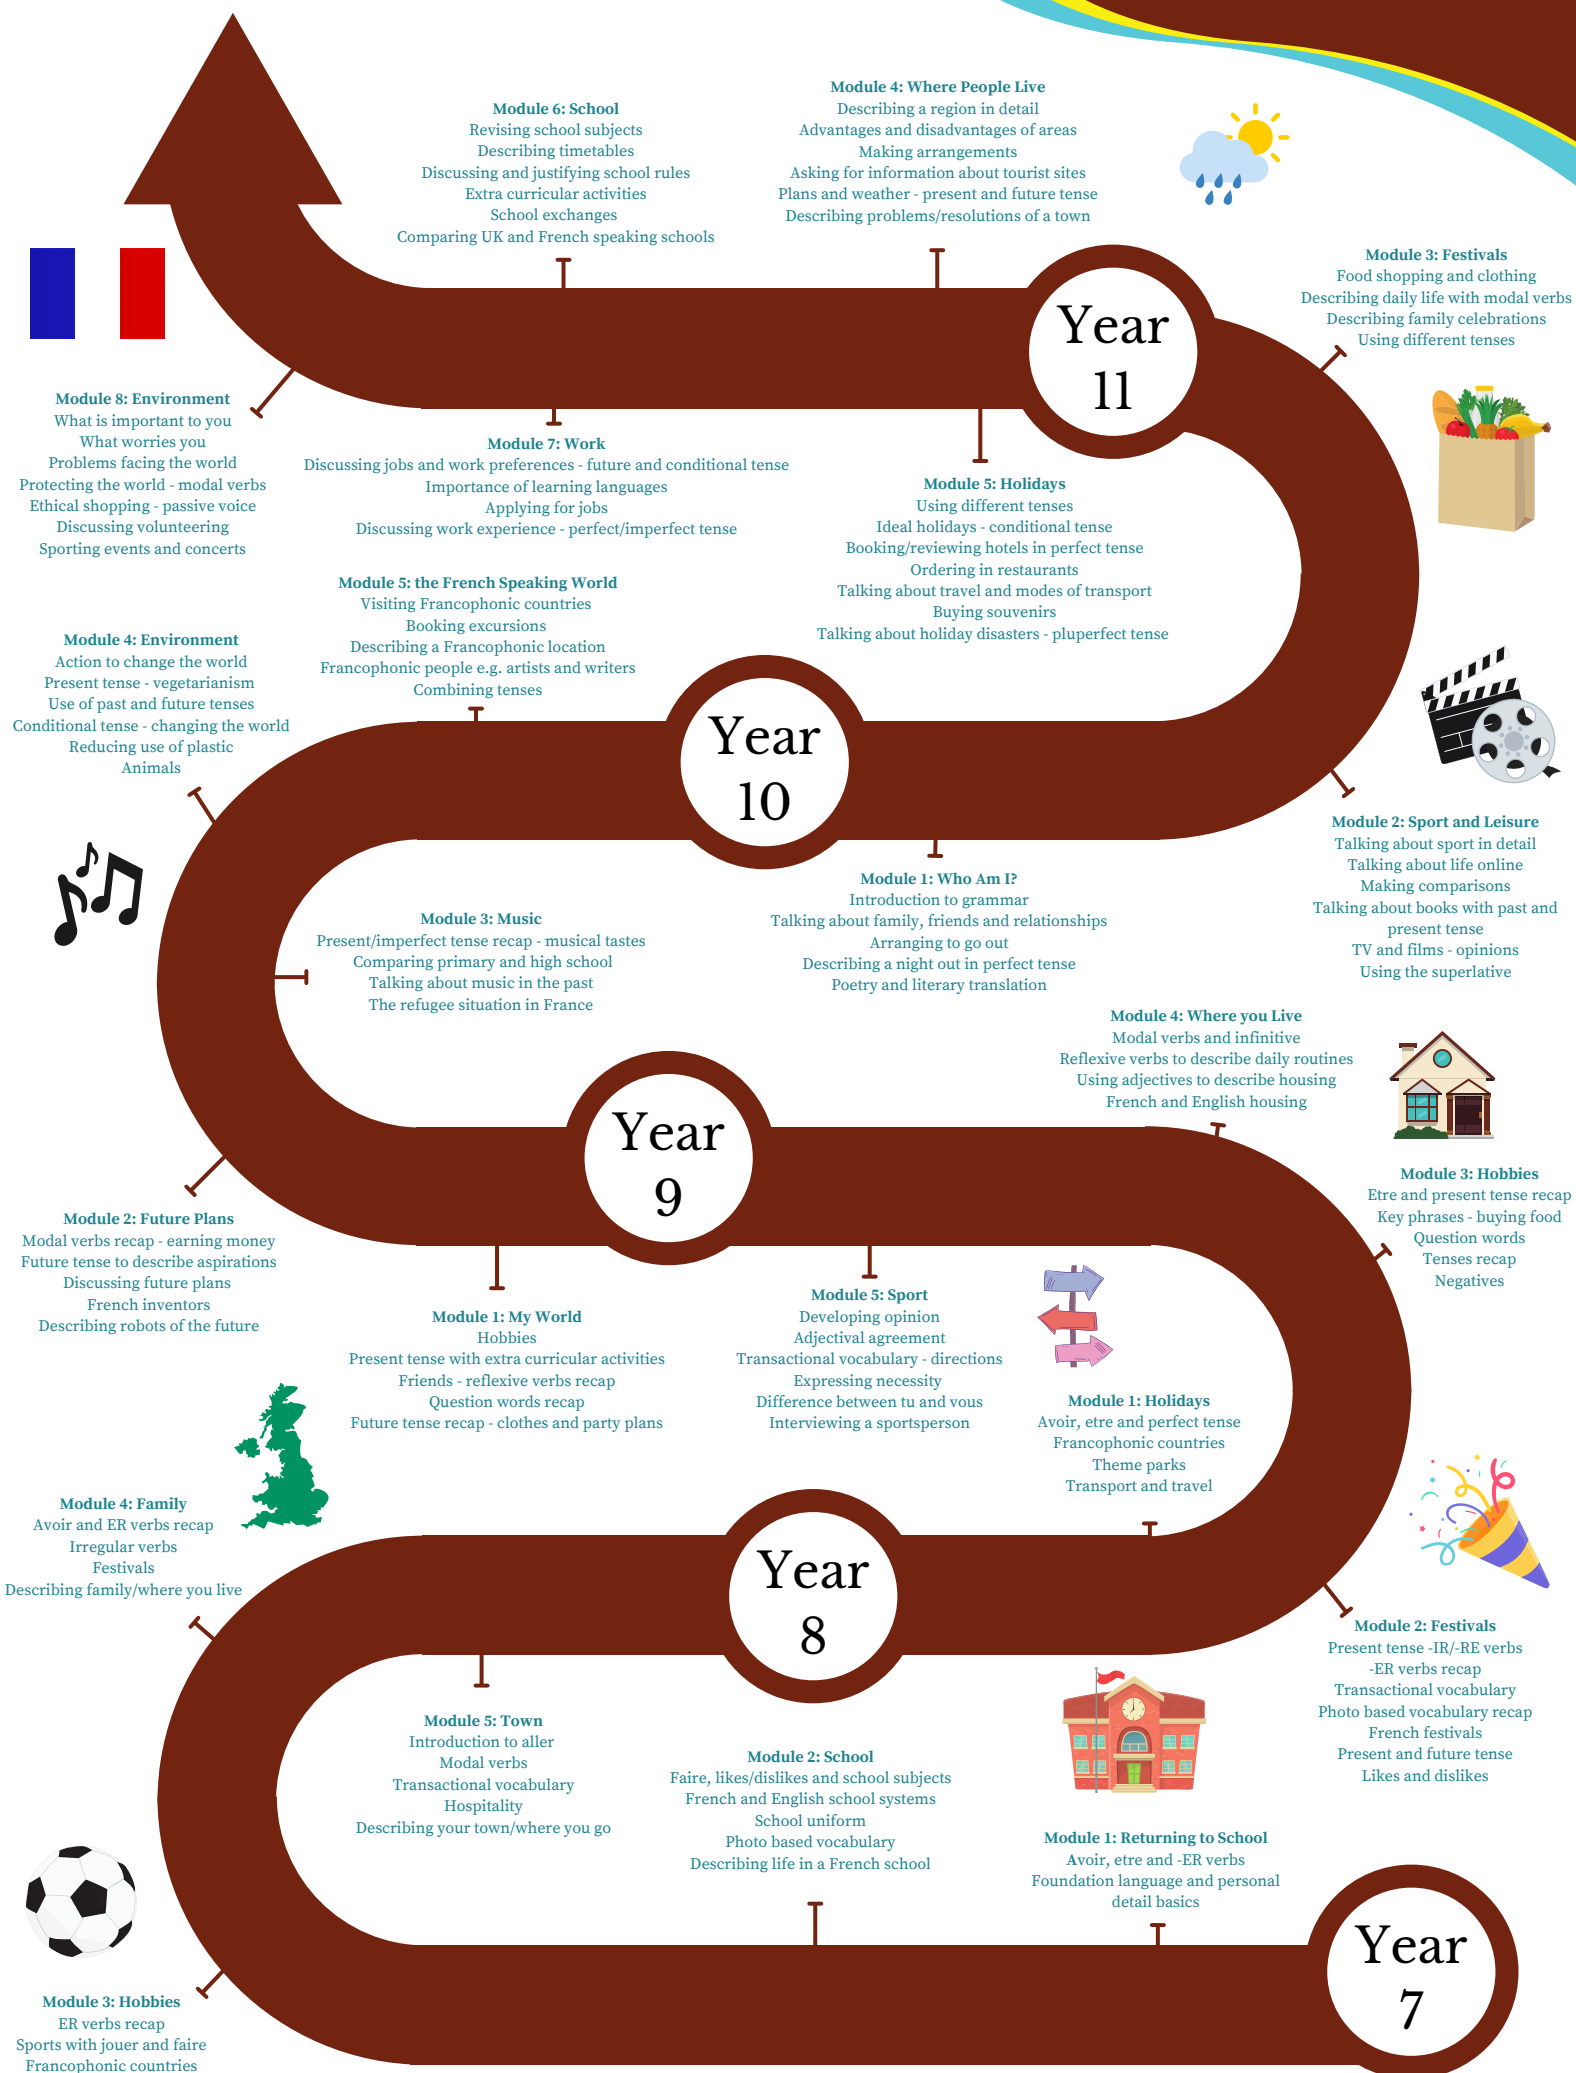 Module 6: School
Revising school subjects
Describing timetables
Discussing and justifying school rules
Extra curricular activities
School exchanges
Comparing UK and French speaking schools
Module 4: Where People Live
Describing a region in detail
Advantages and disadvantages of areas
Making arrangements
Asking for information about tourist sites
Plans and weather - present and future tense
Describing problems/resolutions of a town
Module 3: Festivals
Food shopping and clothing
Describing daily life with modal verbs
Describing family celebrations
Using different tenses
Year
11
Module 8: Environment
What is important to you
What worries you
Problems facing the world
Protecting the world - modal verbs
Ethical shopping - passive voice
Discussing volunteering
Sporting events and concerts
Module 7: Work
Discussing jobs and work preferences - future and conditional tense
Importance of learning languages
Applying for jobs
Discussing work experience - perfect/imperfect tense
Module 5: Holidays
Using different tenses
Ideal holidays - conditional tense
Booking/reviewing hotels in perfect tense
Ordering in restaurants
Talking about travel and modes of transport
Buying souvenirs
Talking about holiday disasters - pluperfect tense
Module 5: the French Speaking World
Visiting Francophonic countries
Booking excursions
Describing a Francophonic location
Francophonic people e.g. artists and writers
Combining tenses
Module 4: Environment
Action to change the world
Present tense - vegetarianism
Use of past and future tenses
Conditional tense - changing the world
Reducing use of plastic
Animals
Year
10
Module 2: Sport and Leisure
Talking about sport in detail
Talking about life online
Making comparisons
Talking about books with past and
present tense
TV and films - opinions
Using the superlative
Module 1: Who Am I?
Introduction to grammar
Talking about family, friends and relationships
Arranging to go out
Describing a night out in perfect tense
Poetry and literary translation
Module 3: Music
Present/imperfect tense recap - musical tastes
Comparing primary and high school
Talking about music in the past
The refugee situation in France
Module 4: Where you Live
Modal verbs and infinitive
Reflexive verbs to describe daily routines
Using adjectives to describe housing
French and English housing
Year
9
Module 3: Hobbies
Etre and present tense recap
Key phrases - buying food
Question words
Tenses recap
Negatives
Module 2: Future Plans
Modal verbs recap - earning money
Future tense to describe aspirations
Discussing future plans
French inventors
Describing robots of the future
Module 1: My World
Hobbies
Present tense with extra curricular activities
Friends - reflexive verbs recap
Question words recap
Future tense recap - clothes and party plans
Module 5: Sport
Developing opinion
Adjectival agreement
Transactional vocabulary - directions
Expressing necessity
Difference between tu and vous
Interviewing a sportsperson
Module 1: Holidays
Avoir, etre and perfect tense
Francophonic countries
Theme parks
Transport and travel
Module 4: Family
Avoir and ER verbs recap
Irregular verbs
Festivals
Describing family/where you live
Year
8
Module 2: Festivals
Present tense -IR/-RE verbs
-ER verbs recap
Transactional vocabulary
Photo based vocabulary recap
French festivals
Present and future tense
Likes and dislikes
Module 5: Town
Introduction to aller
Modal verbs
Transactional vocabulary
Hospitality
Describing your town/where you go
Module 2: School
Faire, likes/dislikes and school subjects
French and English school systems
School uniform
Photo based vocabulary
Describing life in a French school
Module 1: Returning to School
Avoir, etre and -ER verbs
Foundation language and personal
detail basics
Year
7
Module 3: Hobbies
ER verbs recap
Sports with jouer and faire
Francophonic countries